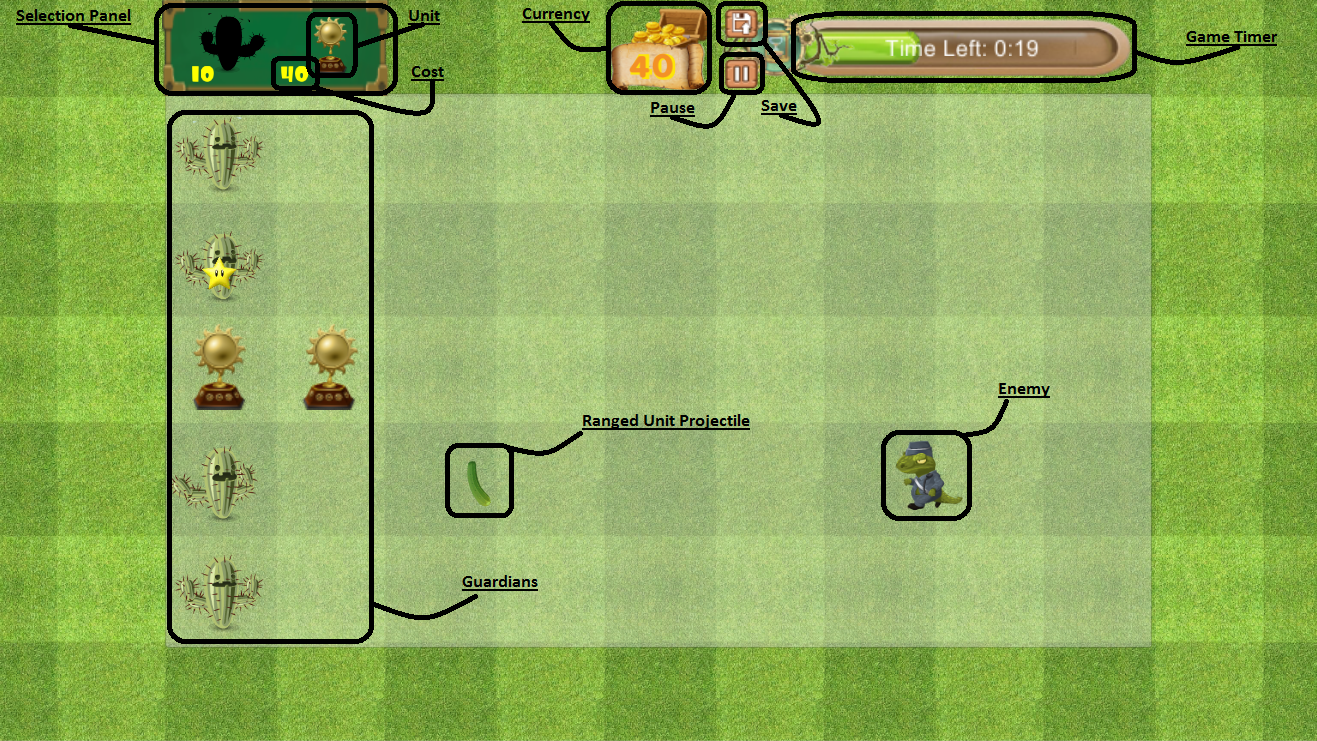 Selection Panel
Unit
Currency
Game Timer
Time Left: 0:19
10
40
Cost
40
Pause
Save
Enemy
Ranged Unit Projectile
Guardians